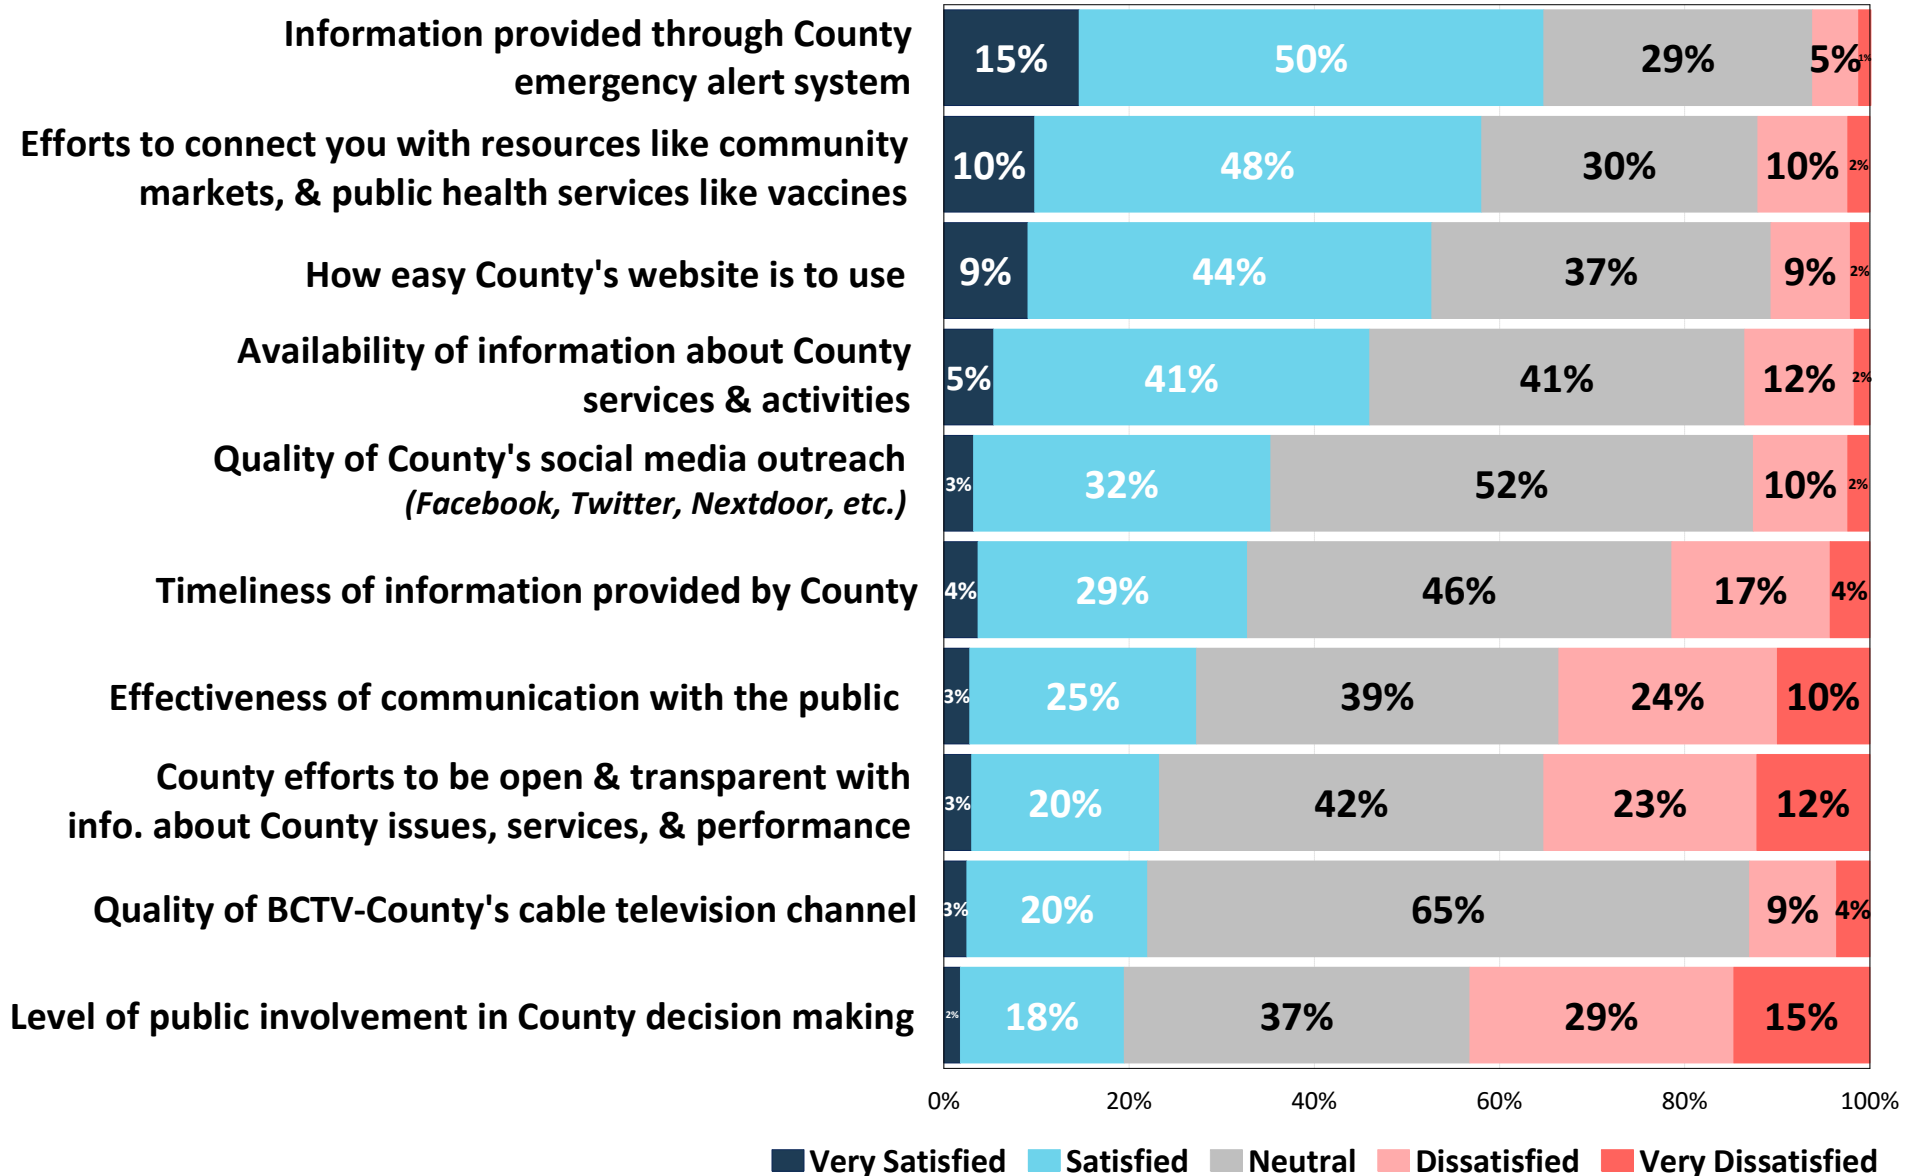 Information provided through County
emergency alert system
15% 50% 29% 5% 1%
Efforts to connect you with resources like community
markets, & public health services like vaccines
10% 48% 30% 10% 2%
How easy County's website is to use
9% 44% 37% 9% 2%
Availability of information about County
services & activities
5% 41% 41% 12% 2%
Quality of County's social media outreach
(Facebook, Twitter, Nextdoor, etc.)
3% 32% 52% 10% 2%
Timeliness of information provided by County
4% 29% 46% 17% 4%
Effectiveness of communication with the public
3% 25% 39% 24% 10%
County efforts to be open & transparent with
info. about County issues, services, & performance
3% 20% 42% 23% 12%
Quality of BCTV-County's cable television channel
3% 20% 65% 9% 4%
Level of public involvement in County decision making
2% 18% 37% 29% 15%
0% 20% 40% 60% 80% 100%
Very Satisfied Satisfied Neutral Dissatisfied Very Dissatisfied